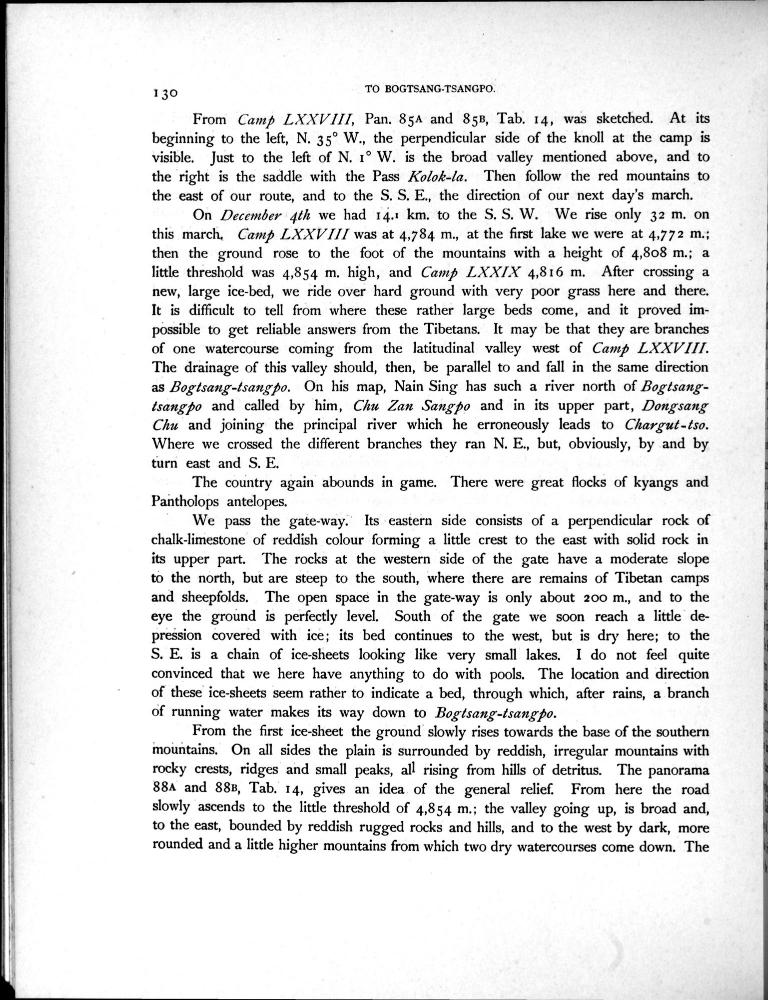 130
TO BOGTSANG-TSANGPO.
From Camp LXXVIII, Pan. 85A and 85B, Tab. 14, was sketched. At its
beginning to the left, N. 35° W., the perpendicular side of the knoll at the camp is
visible. Just to the left of N. 1° W. is the broad valley mentioned above, and to
the right is the saddle with the Pass Kolok-la. Then follow the red mountains to
the east of our route, and to the S. S. E., the direction of our next day's march.
On December 4th we had 14.1 km. to the S. S. W. We rise only 32 m. on
this march. Camp LXXVIII was at 4,784 m., at the first lake we were at 4,772 m.;
then the ground rose to the foot of the mountains with a height of 4,808 m.; a
little threshold was 4,854 m. high, and Camp LXXIX 4,816 m. After crossing a
new, large ice-bed, we ride over hard ground with very poor grass here and there.
It is difficult to tell from where these rather large beds come, and it proved im-
possible to get reliable answers from the Tibetans. It may be that they are branches
of one watercourse coming from the latitudinal valley west of Camp LXXVIII.
The drainage of this valley should, then, be parallel to and fall in the same direction
as Bogtsang-tsangpo. On his map, Nain Sing has such a river north of Bogtsang-
tsangpo and called by him, Chu Zan Sangpo and in its upper part, Dongsang
Chu and joining the principal river which he erroneously leads to Chargut-tso.
Where we crossed the different branches they ran N. E., but, obviously, by and by
turn east and S. E.
The country again abounds in game. There were great flocks of kyangs and
Pantholops antelopes.
We pass the gate-way. Its eastern side consists of a perpendicular rock of
chalk-limestone of reddish colour forming a little crest to the east with solid rock in
its upper part. The rocks at the western side of the gate have a moderate slope
to the north, but are steep to the south, where there are remains of Tibetan camps
and sheepfolds. The open space in the gate-way is only about 200 m., and to the
eye the ground is perfectly level. South of the gate we soon reach a little de-
pression covered with ice; its bed continues to the west, but is dry here; to the
S. E. is a chain of ice-sheets looking like very small lakes. I do not feel quite
convinced that we here have anything to do with pools. The location and direction
of these ice-sheets seem rather to indicate a bed, through which, after rains, a branch
of running water makes its way down to Bogtsang-tsangpo.
From the first ice-sheet the ground slowly rises towards the base of the southern
mountains. On all sides the plain is surrounded by reddish, irregular mountains with
rocky crests, ridges and small peaks, all rising from hills of detritus. The panorama
88A and 88B, Tab. 14, gives an idea of the general relief. From here the road
slowly ascends to the little threshold of 4,854 m.; the valley going up, is broad and,
to the east, bounded by reddish rugged rocks and hills, and to the west by dark, more
rounded and a little higher mountains from which two dry watercourses come down. The